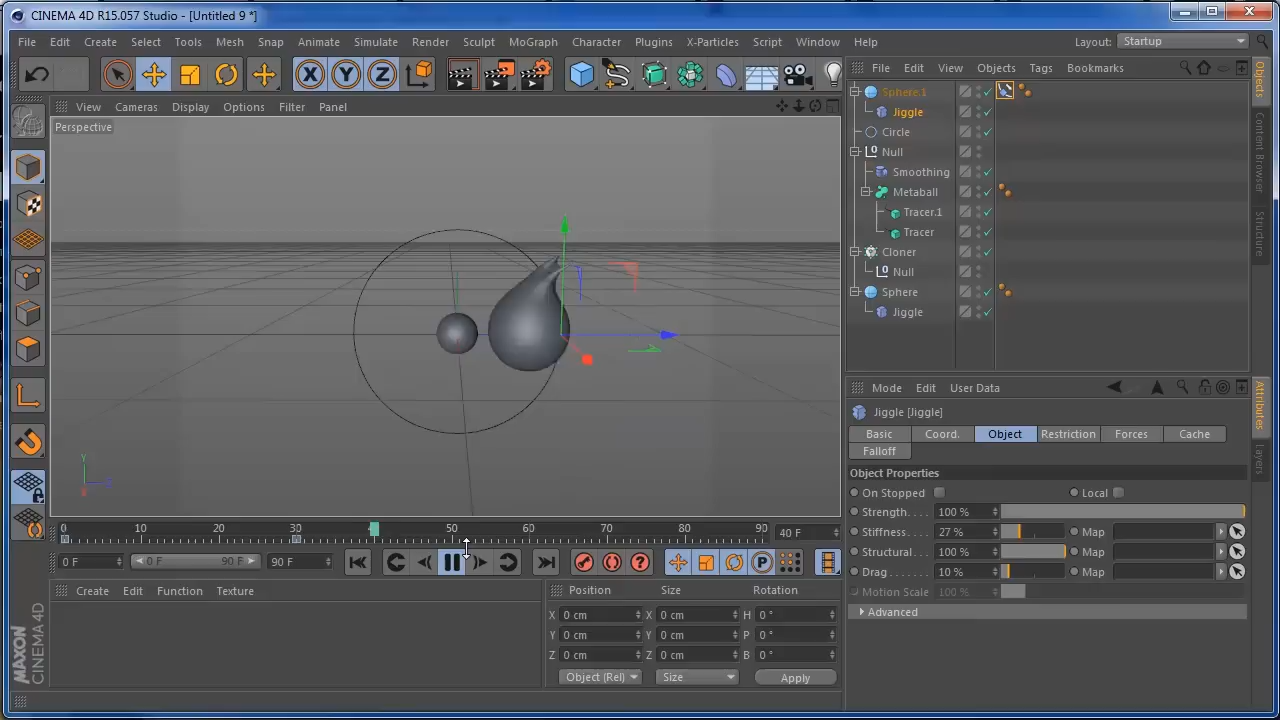 CINEMA 4D R15.057 Studio - [Untitled 9 *]
File Edit Create Select Tools Mesh Snap Animate Simulate Render Sculpt MoGraph Character Plugins X-Particles Script Window Help Layout: Startup
X Y Z
View Cameras Display Options Filter Panel
Perspective
Y
File Edit View Objects Tags Bookmarks
Sphere.1
Jiggle
Circle
Null
Smoothing
Metaball
Tracer.1
Tracer
Cloner
Null
Sphere
Jiggle
Objects
Content Browser
Structure
Mode Edit User Data
Jiggle [Jiggle]
Basic Coord. Object Restriction Forces Cache
Falloff
Object Properties
On Stopped Local
Strength. . . . 100 %
Stiffness. . . . 27 % Map
Structural. . . 100 % Map
Drag . . . . . . . 10 % Map
Motion Scale 100 %
Advanced
Attributes
Layers
0 10 20 30 50 60 70 80 90 40 F
0 F 0 F 90 F 90 F
P
Create Edit Function Texture
Position Size Rotation
X 0 cm X 0 cm H 0 °
Y 0 cm Y 0 cm P 0 °
Z 0 cm Z 0 cm B 0 °
Object (Rel) Size Apply
MAXON
CINEMA 4D